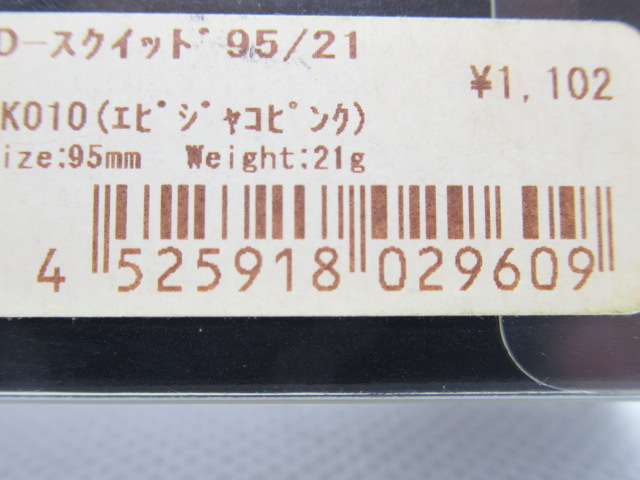 D-スクイッド 95/21
¥1,102
K010(エビジャコピンク)
ize:95mm Weight:21g
4 525918 029609